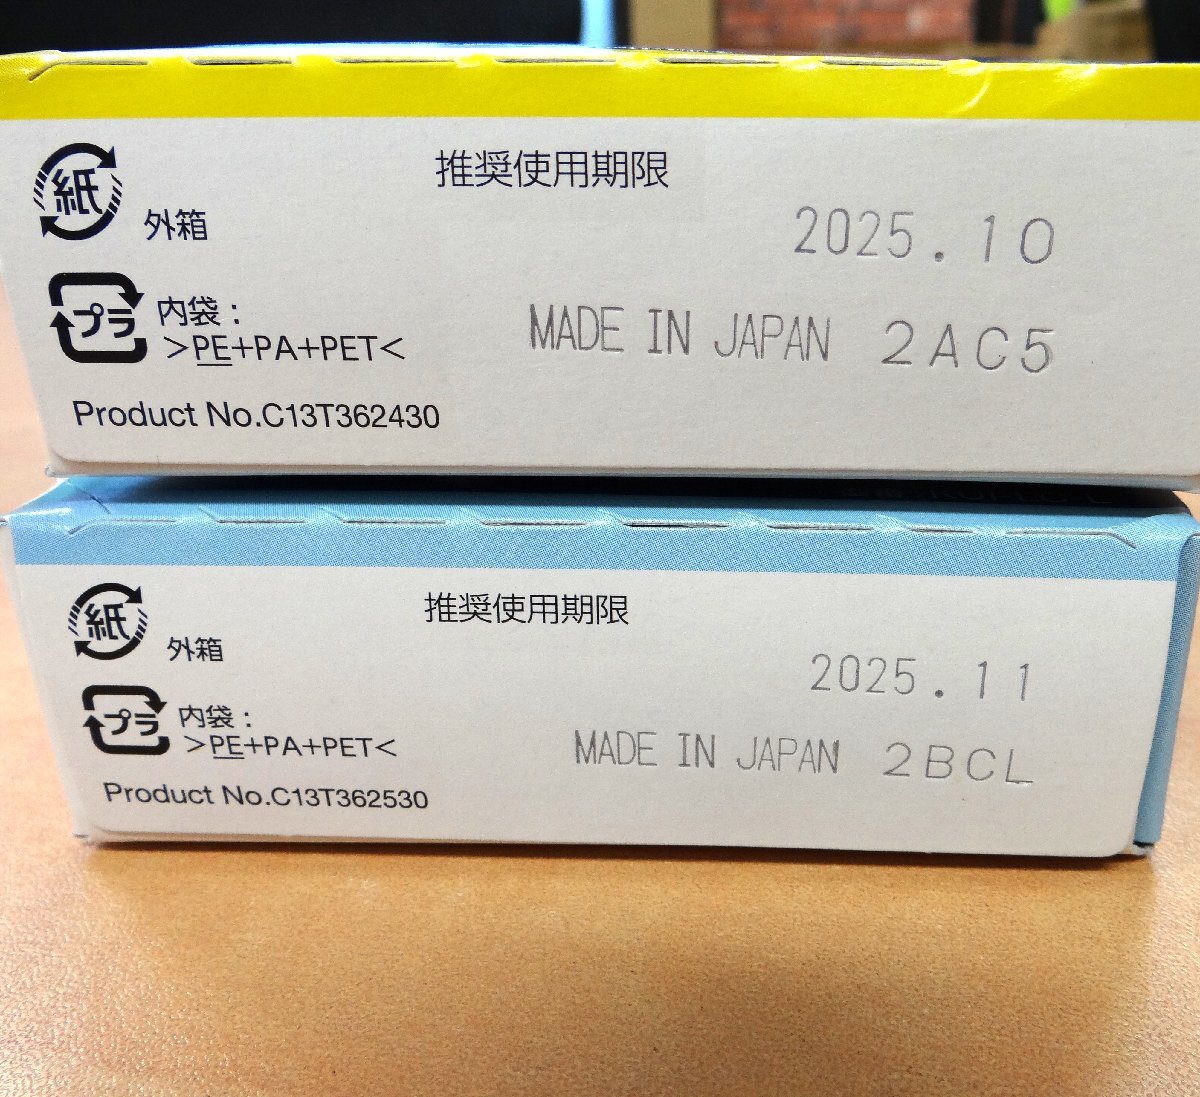 紙
外箱
推奨使用期限
2025.10
プラ
内袋：
>PE+PA+PET<
MADE IN JAPAN 2AC5
Product No.C13T362430
紙
外箱
推奨使用期限
2025.11
プラ
内袋：
>PE+PA+PET<
MADE IN JAPAN 2BCL
Product No.C13T362530